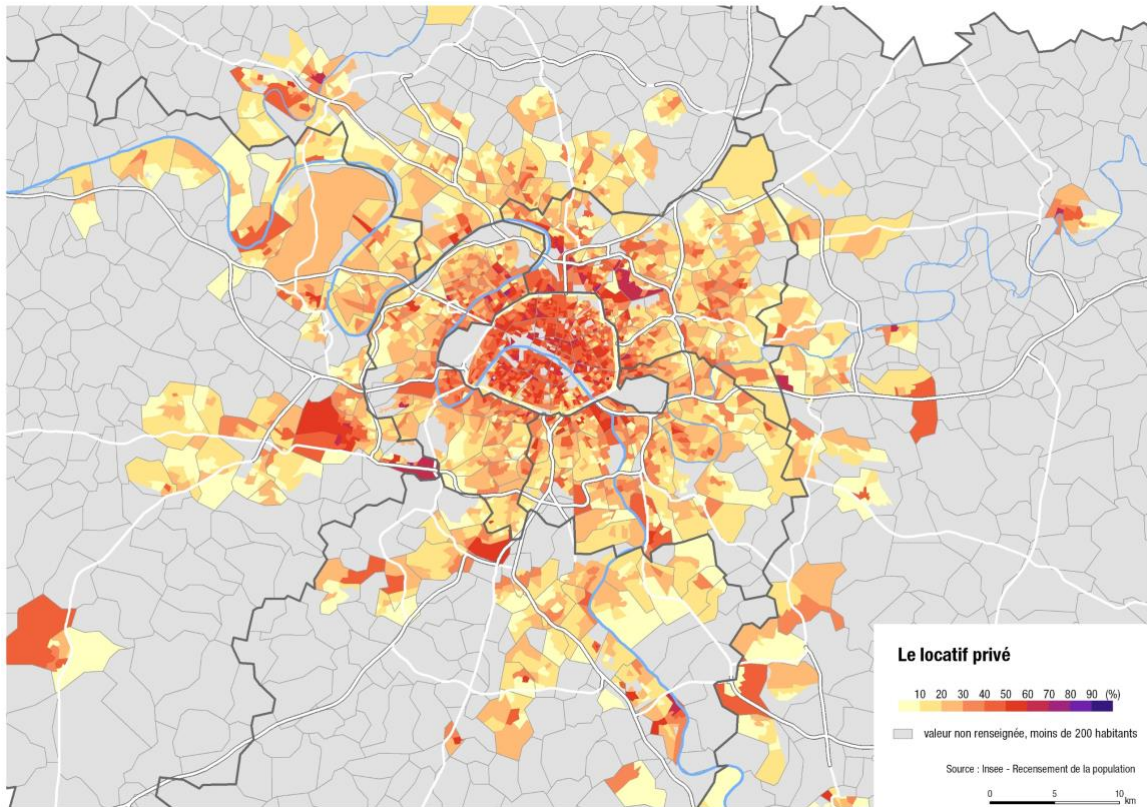 Le locatif privé
10 20 30 40 50 60 70 80 90 (%)
valeur non renseignée, moins de 200 habitants
Source : Insee - Recensement de la population
0 5 10
km